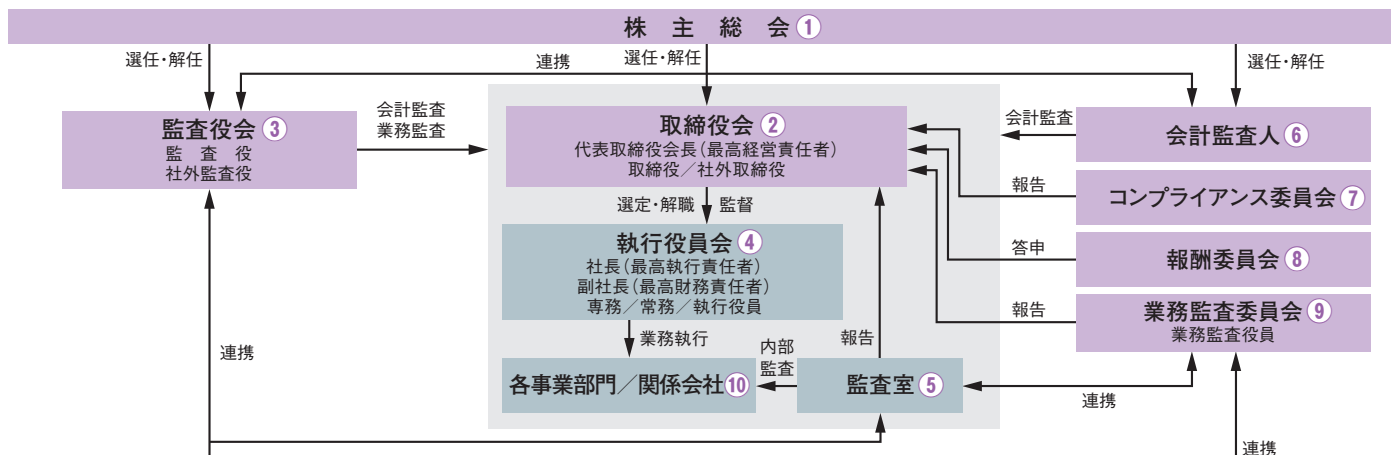 株主総会①
選任・解任
選任・解任
選任・解任
連携
監査役会③
監査役
社外監査役
会計監査
業務監査
取締役会②
代表取締役会長（最高経営責任者）
取締役／社外取締役
会計監査
会計監査人⑥
報告
コンプライアンス委員会⑦
選定・解職
監督
答申
報酬委員会⑧
執行役員会④
社長（最高執行責任者）
副社長（最高財務責任者）
専務／常務／執行役員
報告
業務監査委員会⑨
業務監査役員
連携
業務執行
内部
監査
報告
各事業部門／関係会社⑩
監査室⑤
連携
連携